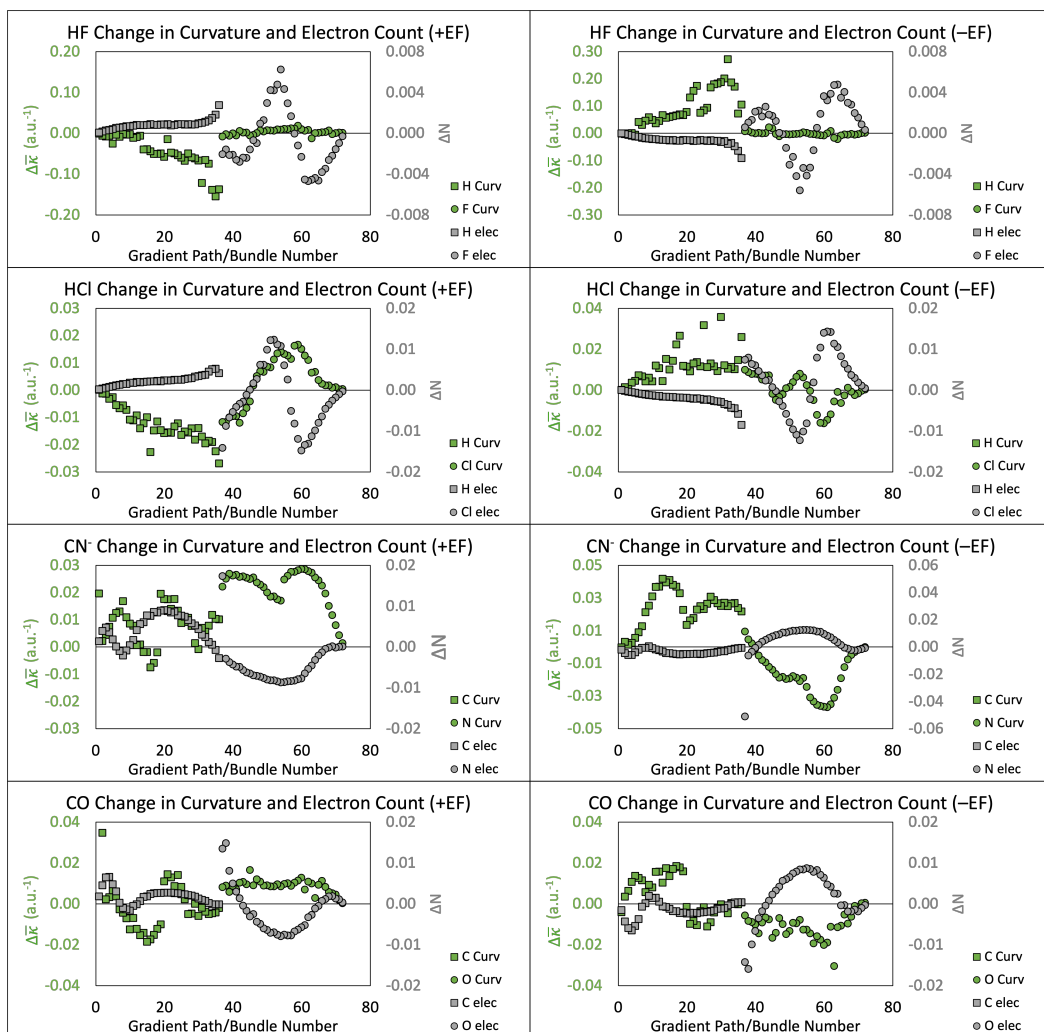 HF Change in Curvature and Electron Count (+EF)
0.20
0.10
0.00
-0.10
-0.20
0.008
0.004
0.000
-0.004
-0.008
Δκ̅ (a.u.⁻¹)
ΔN
0 20 40 60 80
Gradient Path/Bundle Number
H Curv
F Curv
H elec
F elec
HF Change in Curvature and Electron Count (–EF)
0.30
0.20
0.10
0.00
-0.10
-0.20
-0.30
0.008
0.004
0.000
-0.004
-0.008
Δκ̅ (a.u.⁻¹)
ΔN
0 20 40 60 80
Gradient Path/Bundle Number
H Curv
F Curv
H elec
F elec
HCl Change in Curvature and Electron Count (+EF)
0.03
0.02
0.01
0.00
-0.01
-0.02
-0.03
0.02
0.01
0.00
-0.01
-0.02
Δκ̅ (a.u.⁻¹)
ΔN
0 20 40 60 80
Gradient Path/Bundle Number
H Curv
Cl Curv
H elec
Cl elec
HCl Change in Curvature and Electron Count (–EF)
0.04
0.02
0.00
-0.02
-0.04
0.02
0.01
0.00
-0.01
-0.02
Δκ̅ (a.u.⁻¹)
ΔN
0 20 40 60 80
Gradient Path/Bundle Number
H Curv
Cl Curv
H elec
Cl elec
CN⁻ Change in Curvature and Electron Count (+EF)
0.03
0.02
0.01
0.00
-0.01
-0.02
-0.03
0.02
0.01
0.00
-0.01
-0.02
Δκ̅ (a.u.⁻¹)
ΔN
0 20 40 60 80
Gradient Path/Bundle Number
C Curv
N Curv
C elec
N elec
CN⁻ Change in Curvature and Electron Count (–EF)
0.05
0.03
0.01
-0.01
-0.03
-0.05
0.06
0.04
0.02
0.00
-0.02
-0.04
-0.06
Δκ̅ (a.u.⁻¹)
ΔN
0 20 40 60 80
Gradient Path/Bundle Number
C Curv
N Curv
C elec
N elec
CO Change in Curvature and Electron Count (+EF)
0.04
0.02
0.00
-0.02
-0.04
0.02
0.01
0.00
-0.01
-0.02
Δκ̅ (a.u.⁻¹)
ΔN
0 20 40 60 80
Gradient Path/Bundle Number
C Curv
O Curv
C elec
O elec
CO Change in Curvature and Electron Count (–EF)
0.04
0.02
0.00
-0.02
-0.04
0.02
0.01
0.00
-0.01
-0.02
Δκ̅ (a.u.⁻¹)
ΔN
0 20 40 60 80
Gradient Path/Bundle Number
C Curv
O Curv
C elec
O elec